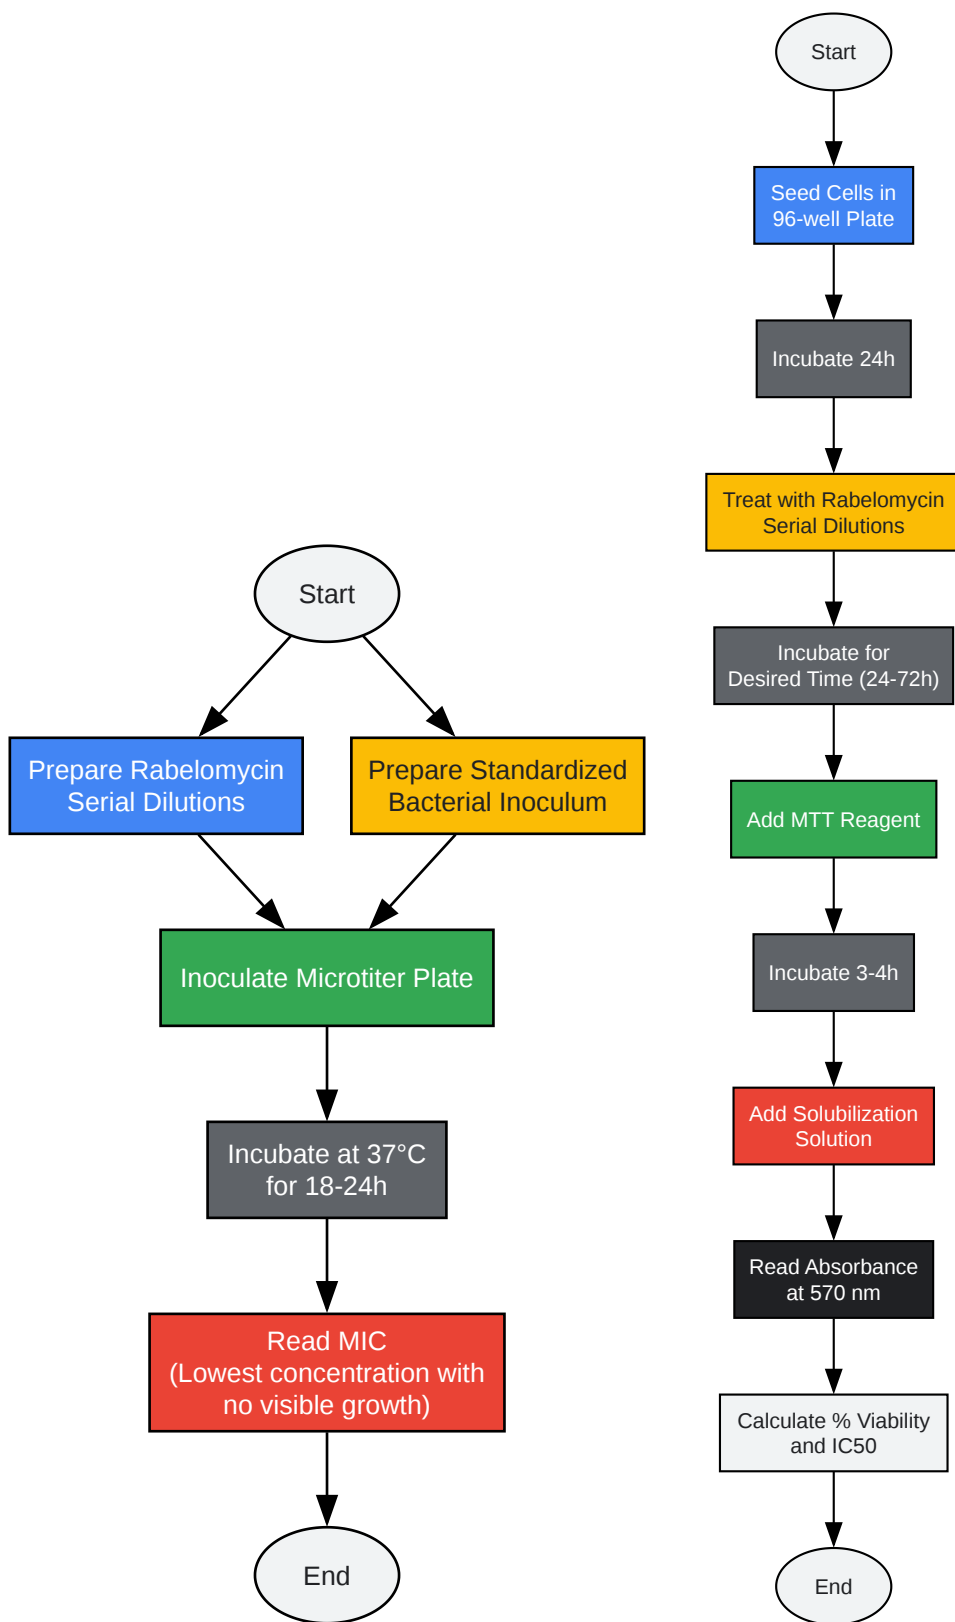 Start
Prepare Rabelomycin
Serial Dilutions
Prepare Standardized
Bacterial Inoculum
Inoculate Microtiter Plate
Incubate at 37°C
for 18-24h
Read MIC
(Lowest concentration with
no visible growth)
End
Start
Seed Cells in
96-well Plate
Incubate 24h
Treat with Rabelomycin
Serial Dilutions
Incubate for
Desired Time (24-72h)
Add MTT Reagent
Incubate 3-4h
Add Solubilization
Solution
Read Absorbance
at 570 nm
Calculate % Viability
and IC50
End